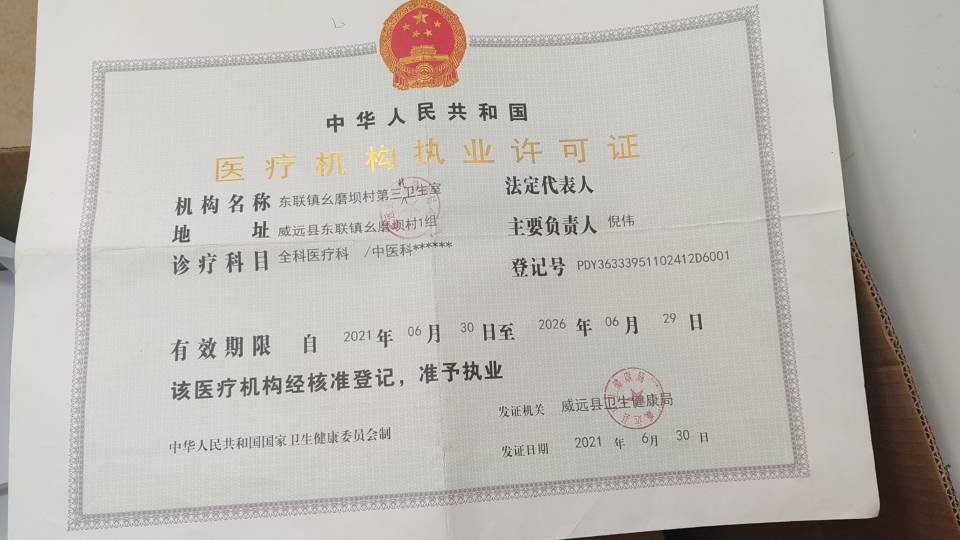 中华人民共和国
医疗机构执业许可证
机构名称 东联镇幺磨坝村第三卫生室
地址 威远县东联镇幺磨坝村1组
诊疗科目 全科医疗科 /中医科******
法定代表人
主要负责人 倪伟
登记号 PDY36333951102412D6001
有效期限 自 2021 年 06 月 30 日至 2026 年 06 月 29 日
该医疗机构经核准登记，准予执业
中华人民共和国国家卫生健康委员会制
发证机关 威远县卫生健康局
发证日期 2021 年 6月 30 日